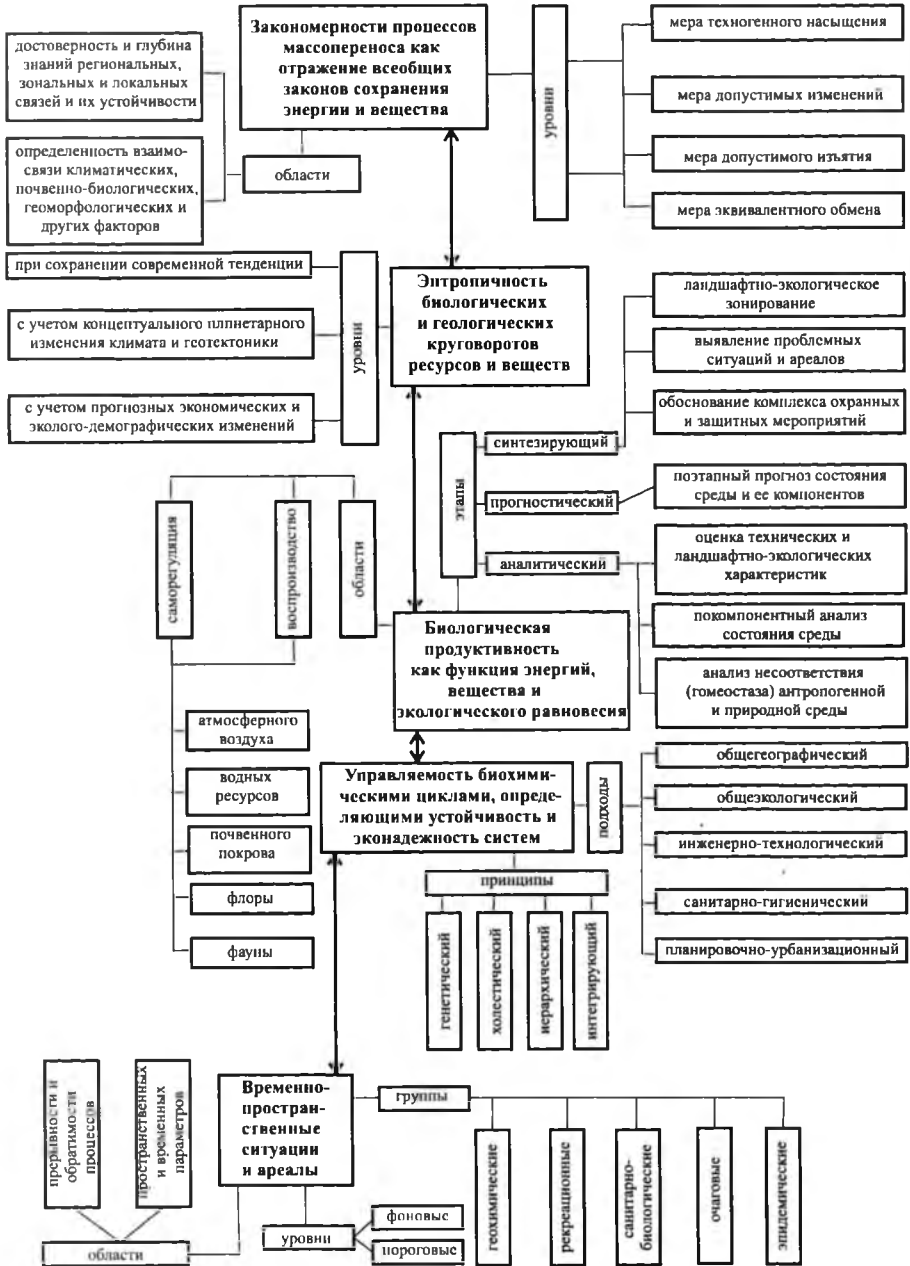 Закономерности процессов
массопереноса как
отражение всеобщих
законов сохранения
энергии и вещества
достоверность и глубина
знаний региональных,
зональных и локальных
связей и их устойчивости
определенность взаимо-
связи климатических,
почвенно-биологических,
геоморфологических и
других факторов
области
уровни
мера техногенного насыщения
мера допустимых изменений
мера допустимого изъятия
мера эквивалентного обмена
при сохранении современной тенденции
с учетом концептуального плпнетарного
изменения климата и геотектоники
с учетом прогнозных экономических и
эколого-демографических изменений
уровни
Энтропичность
биологических
и геологических
круговоротов
ресурсов и веществ
ландшафтно-экологическое
зонирование
выявление проблемных
ситуаций и ареалов
обоснование комплекса охранных
и защитных мероприятий
этапы
синтезирующий
прогностический
аналитический
поэтапный прогноз состояния
среды и ее компонентов
оценка технических и
ландшафтно-экологических
характеристик
покомпонентный анализ
состояния среды
анализ несоответствия
(гомеостаза) антропогенной
и природной среды
саморегуляция
воспроизводство
области
Биологическая
продуктивность
как функция энергий,
вещества и
экологического равновесия
атмосферного
воздуха
водных
ресурсов
почвенного
покрова
флоры
фауны
Управляемость биохими-
ческими циклами, опреде-
ляющими устойчивость и
эконадежность систем
подходы
общегеографический
общеэкологический
инженерно-технологический
санитарно-гигиенический
планировочно-урбанизационный
принципы
генетический
холестический
иерархический
интегрирующий
Временно-
пространс-
ственные
ситуации
и ареалы
группы
геохимические
рекреационные
санитарно-
биологические
очаговые
эпидемические
прерывности и
обратимости
процессов
пространственных
и временных
параметров
области
уровни
фоновые
пороговые